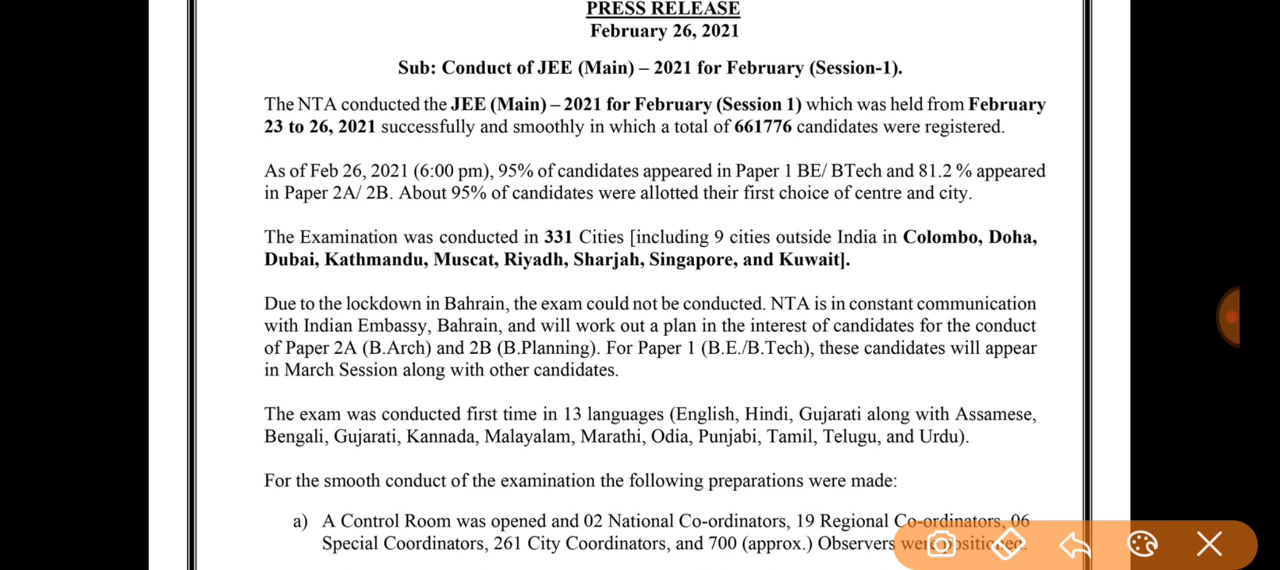 PRESS RELEASE
February 26, 2021
Sub: Conduct of JEE (Main) – 2021 for February (Session-1).
The NTA conducted the JEE (Main) – 2021 for February (Session 1) which was held from February
23 to 26, 2021 successfully and smoothly in which a total of 661776 candidates were registered.
As of Feb 26, 2021 (6:00 pm), 95% of candidates appeared in Paper 1 BE/ BTech and 81.2 % appeared
in Paper 2A/ 2B. About 95% of candidates were allotted their first choice of centre and city.
The Examination was conducted in 331 Cities [including 9 cities outside India in Colombo, Doha,
Dubai, Kathmandu, Muscat, Riyadh, Sharjah, Singapore, and Kuwait].
Due to the lockdown in Bahrain, the exam could not be conducted. NTA is in constant communication
with Indian Embassy, Bahrain, and will work out a plan in the interest of candidates for the conduct
of Paper 2A (B.Arch) and 2B (B.Planning). For Paper 1 (B.E./B.Tech), these candidates will appear
in March Session along with other candidates.
The exam was conducted first time in 13 languages (English, Hindi, Gujarati along with Assamese,
Bengali, Gujarati, Kannada, Malayalam, Marathi, Odia, Punjabi, Tamil, Telugu, and Urdu).
For the smooth conduct of the examination the following preparations were made:
a) A Control Room was opened and 02 National Co-ordinators, 19 Regional Co-ordinators, 06
Special Coordinators, 261 City Coordinators, and 700 (approx.) Observers were positioned.